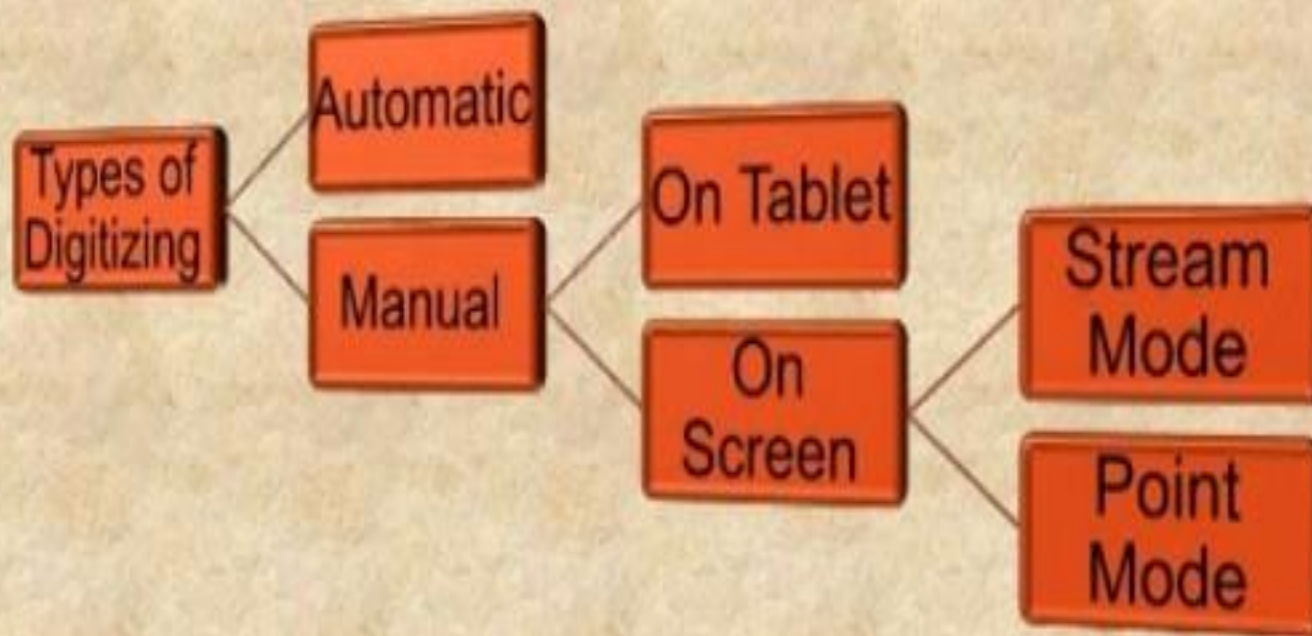 Types of
Digitizing
Automatic
Manual
On Tablet
On
Screen
Stream
Mode
Point
Mode